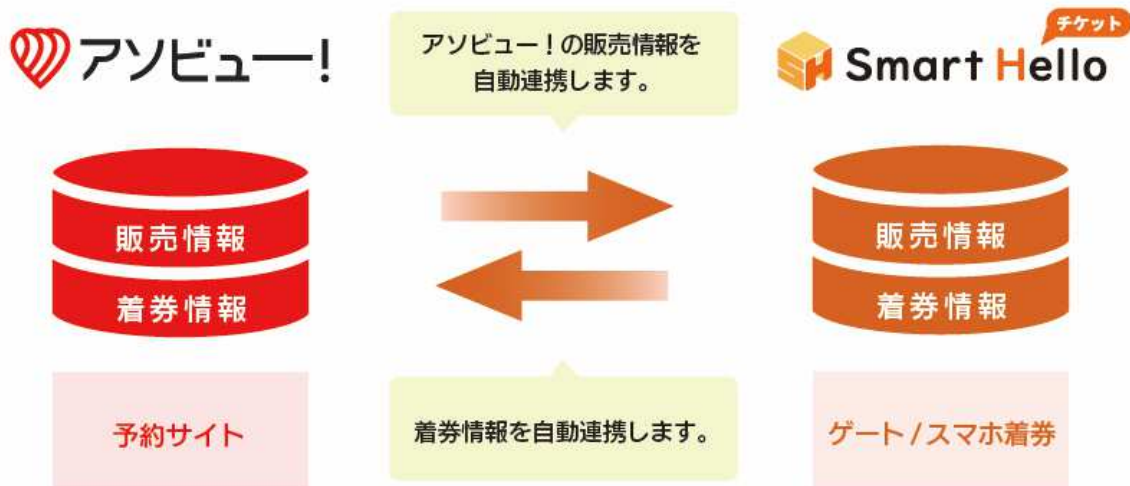 アソビュー！
アソビュー！の販売情報を
自動連携します。
チケット
SH Smart Hello
販売情報
着券情報
販売情報
着券情報
予約サイト
着券情報を自動連携します。
ゲート / スマホ着券